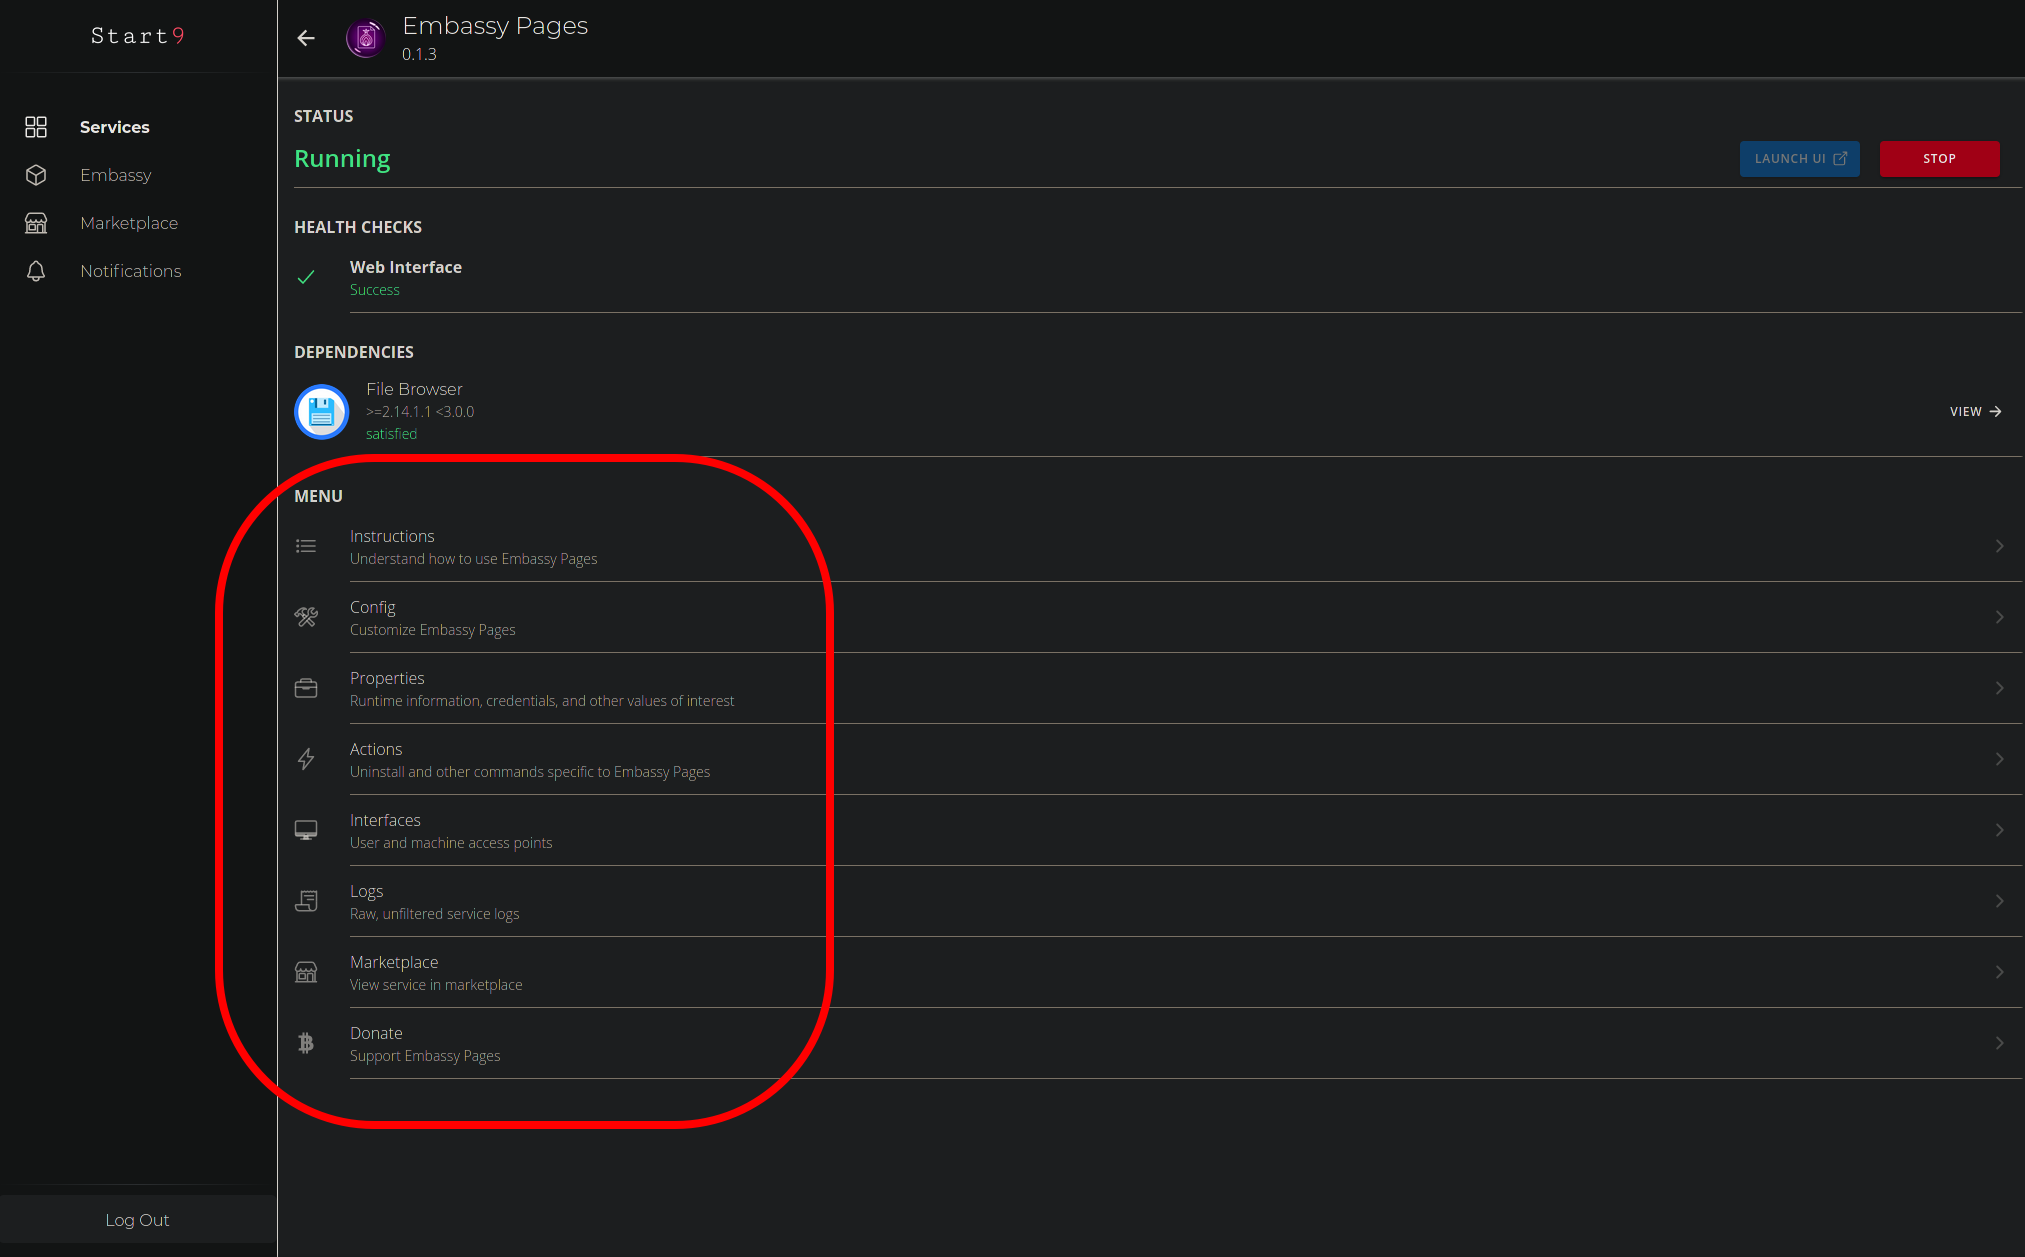 Start9
Services
Embassy
Marketplace
Notifications
Log Out
Embassy Pages
0.1.3
STATUS
Running
LAUNCH UI
STOP
HEALTH CHECKS
Web Interface
Success
DEPENDENCIES
File Browser
>=2.14.1.1 <3.0.0
satisfied
VIEW
MENU
Instructions
Understand how to use Embassy Pages
Config
Customize Embassy Pages
Properties
Runtime information, credentials, and other values of interest
Actions
Uninstall and other commands specific to Embassy Pages
Interfaces
User and machine access points
Logs
Raw, unfiltered service logs
Marketplace
View service in marketplace
Donate
Support Embassy Pages